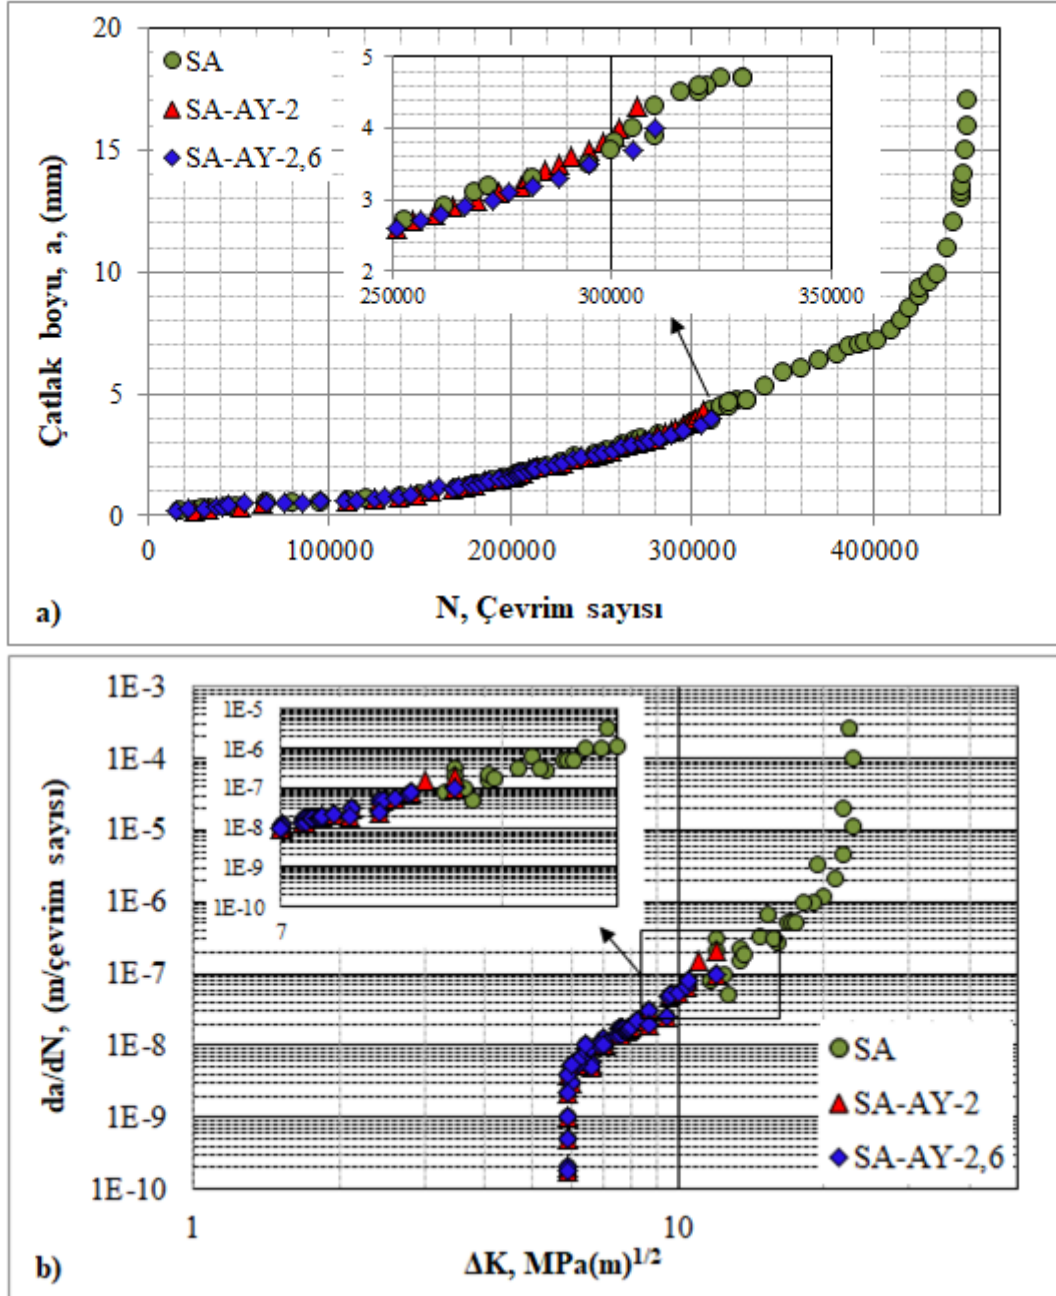 20
15
10
5
0
Çatlak boyu, a, (mm)
SA
SA-AY-2
SA-AY-2,6
5
4
3
2
250000 300000 350000
0 100000 200000 300000 400000
N, Çevrim sayısı
a)
1E-3
1E-4
1E-5
1E-6
1E-7
1E-8
1E-9
1E-10
da/dN, (m/çevrim sayısı)
1E-5
1E-6
1E-7
1E-8
1E-9
1E-10
7
SA
SA-AY-2
SA-AY-2,6
1 10
ΔK, MPa(m)^1/2
b)